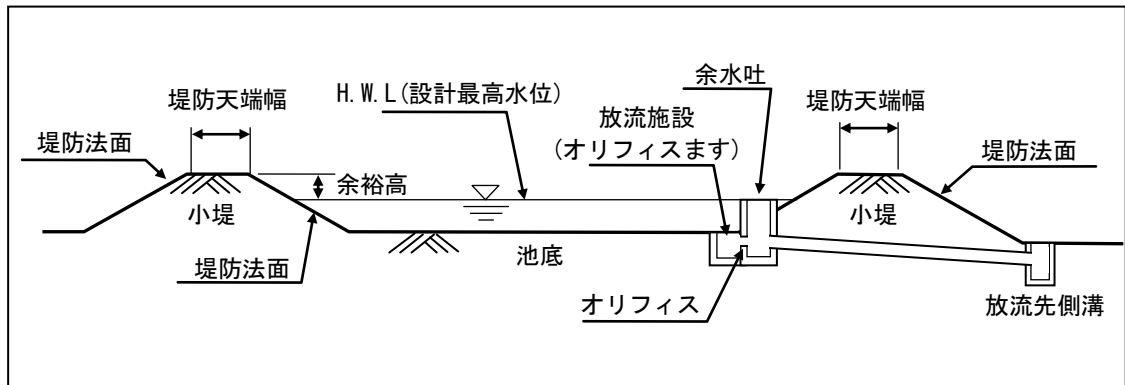 余水吐
H.W.L(設計最高水位)
堤防天端幅
堤防天端幅
放流施設
(オリフィスます)
堤防法面
堤防法面
余裕高
小堤
小堤
池底
堤防法面
オリフィス
放流先側溝